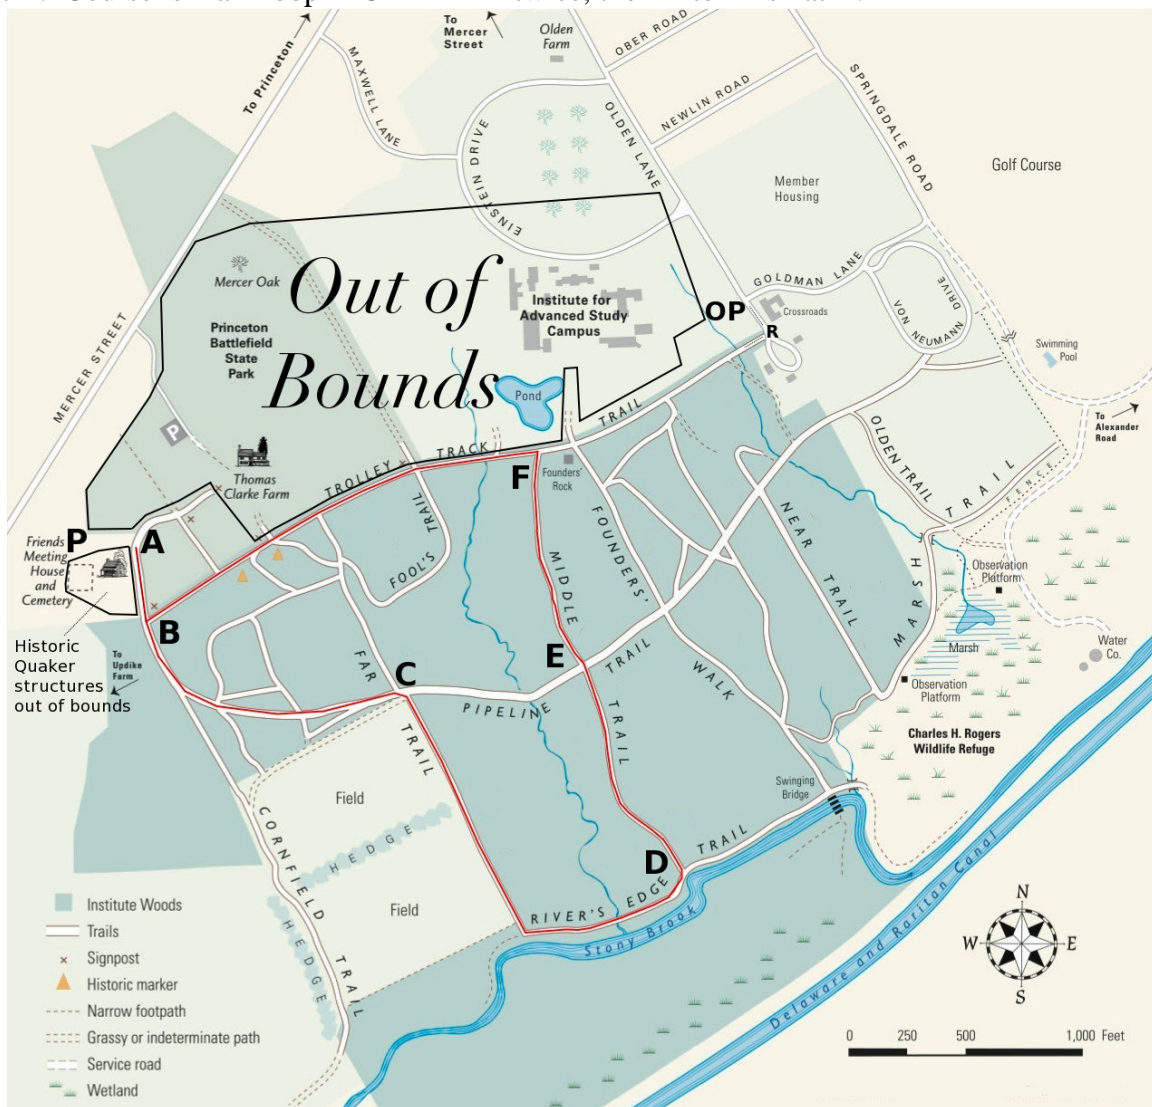 To Princeton
To
Mercer
Street
Olden
Farm
OBER ROAD
MAXWELL LANE
NEWLIN ROAD
SPRINGDALE ROAD
OLDEN LANE
EINSTEIN DRIVE
Golf Course
Member
Housing
Mercer Oak
Out of
Bounds
Institute for
Advanced Study
Campus
GOLDMAN LANE
OP
Crossroads
R
VON NEUMANN
DRIVE
Princeton
Battlefield
State
Park
MERCER STREET
Swimming
Pool
Pond
To
Alexander
Road
P
TRAIL
TROLLEY TRACK
OLDEN TRAIL
Thomas
Clarke Farm
F
Founders'
Rock
MARSH TRAIL
FENCE
P
Friends
Meeting
House
and
Cemetery
A
FOOL'S TRAIL
FOUNDERS'
WALK
NEAR TRAIL
MIDDLE
TRAIL
Observation
Platform
B
Historic
Quaker
structures
out of bounds
To
Updike
Farm
FAR
TRAIL
C
E
PIPELINE TRAIL
Marsh
Water
Co.
Observation
Platform
Charles H. Rogers
Wildlife Refuge
Swinging
Bridge
Field
HEDGE
CORNFIELD TRAIL
D
RIVER'S EDGE TRAIL
Field
HEDGE
Stony Brook
Delaware and Raritan Canal
Institute Woods
Trails
Signpost
Historic marker
Narrow footpath
Grassy or indeterminate path
Service road
Wetland
N
W E
S
0 250 500 1,000 Feet